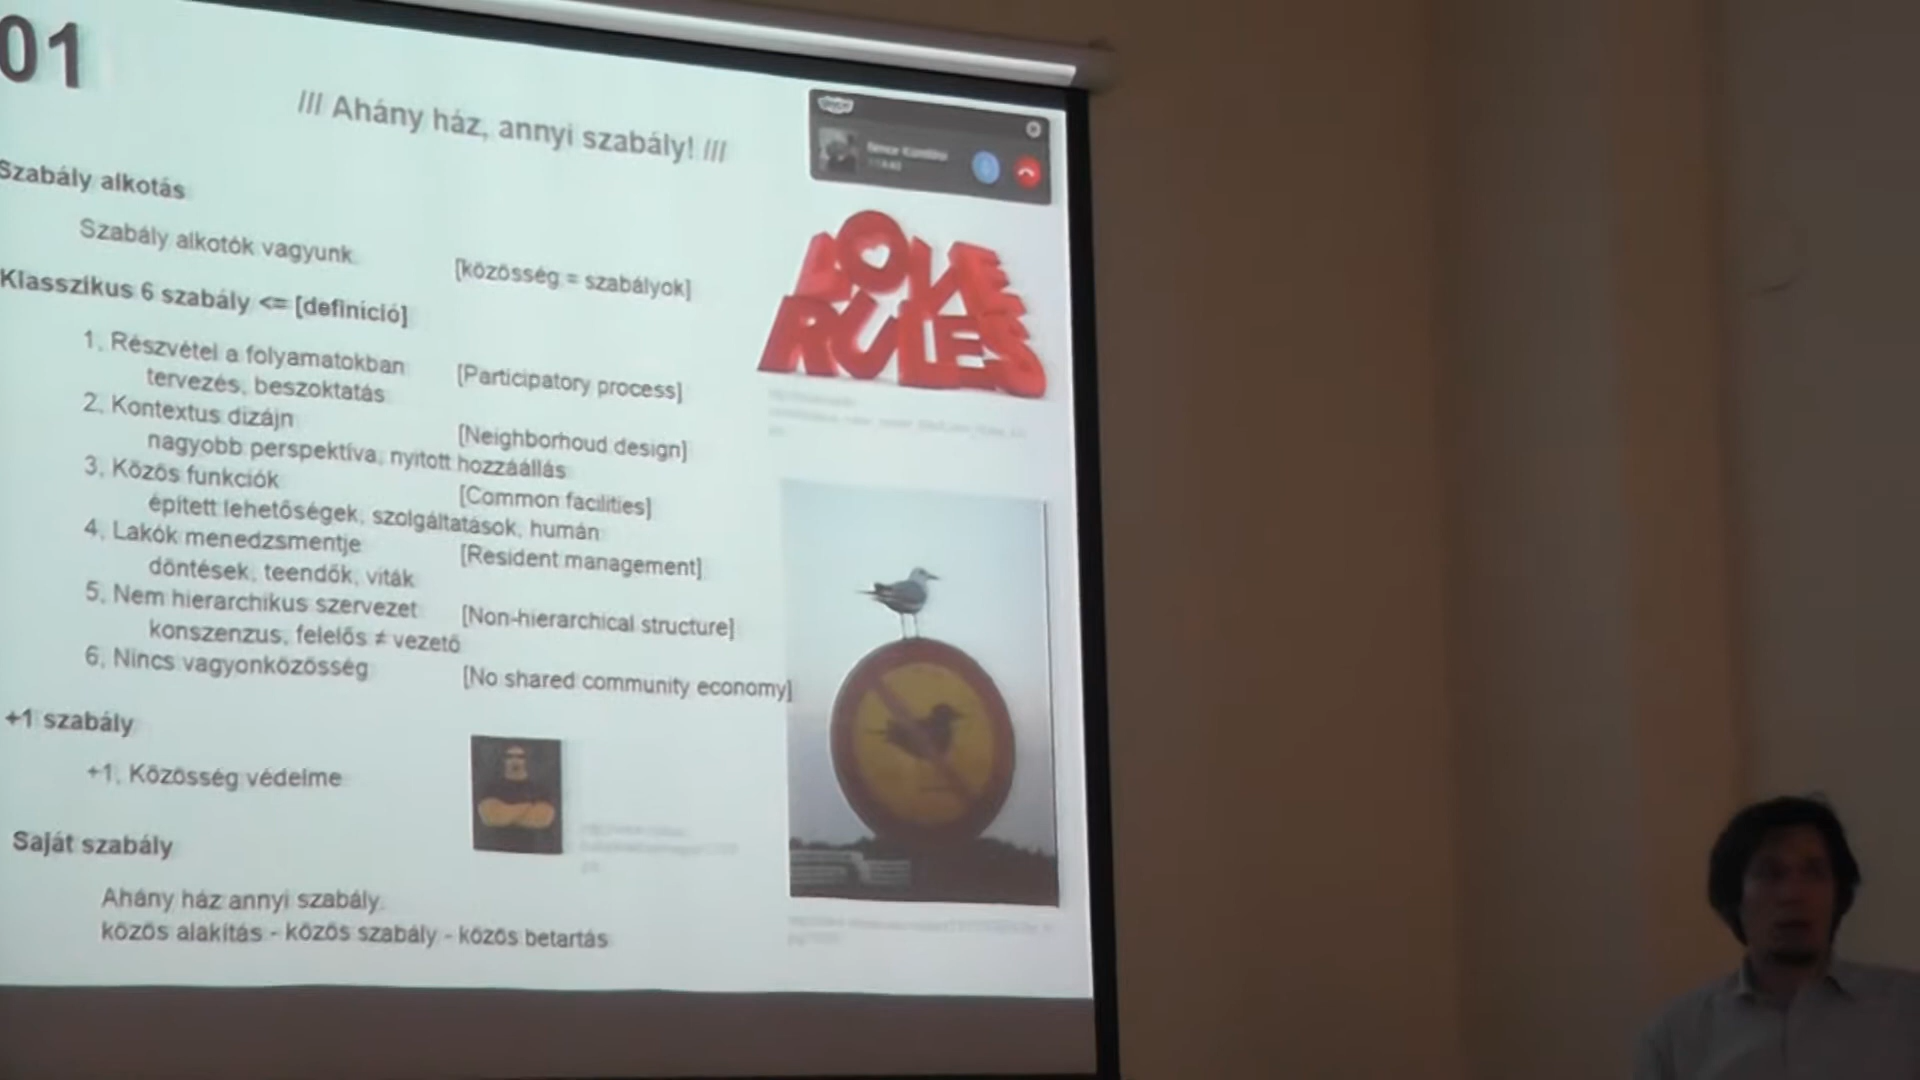 01
/// Ahány ház, annyi szabály! ///
Szabály alkotás
Szabály alkotók vagyunk [közösség = szabályok]
Klasszikus 6 szabály <= [definíció]
1. Részvétel a folyamatokban [Participatory process]
tervezés, beszoktatás
2. Kontextus dizájn [Neighborhoud design]
nagyobb perspektíva, nyitott hozzáállás
3. Közös funkciók [Common facilities]
épített lehetőségek, szolgáltatások, humán
4. Lakók menedzsmentje [Resident management]
döntések, teendők, viták
5. Nem hierarchikus szervezet [Non-hierarchical structure]
konszenzus, felelős ≠ vezető
6. Nincs vagyonközösség [No shared community economy]
+1 szabály
+1. Közösség védelme
Saját szabály
Ahány ház annyi szabály.
közös alakítás - közös szabály - közös betartás
LOVE
RULES